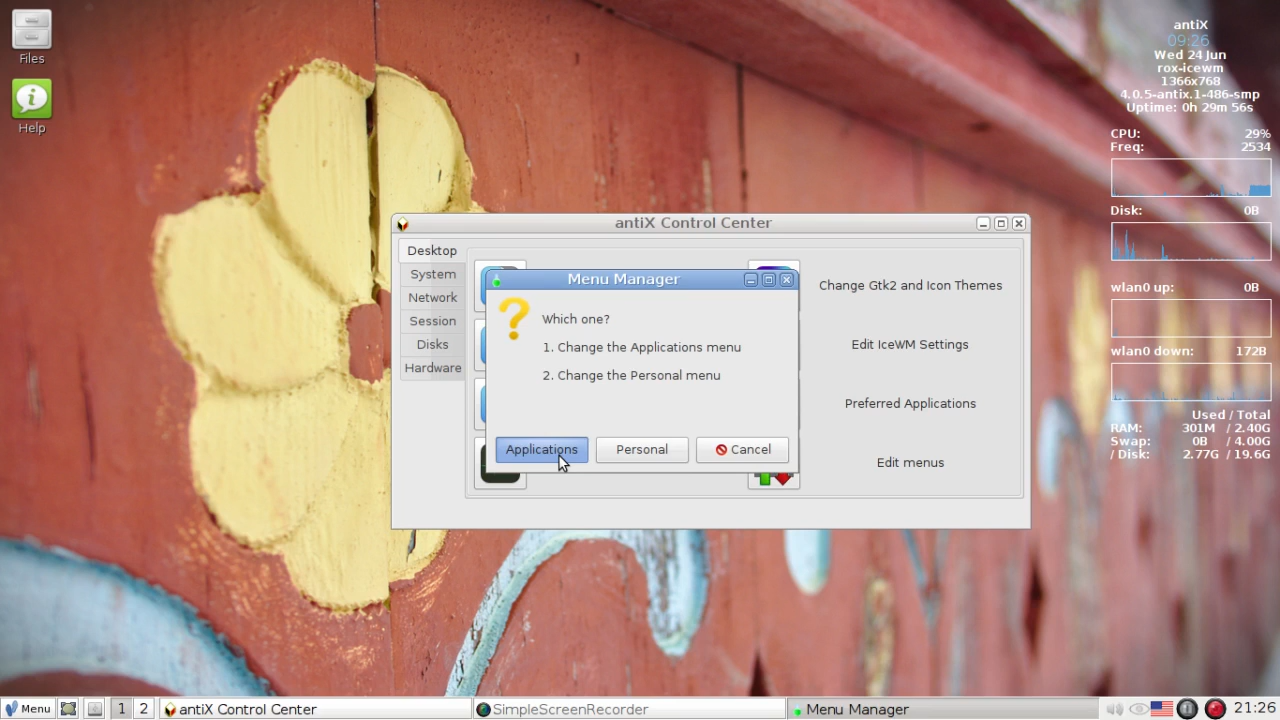 Files
Help
antiX
09:26
Wed 24 Jun
rox-icewm
1366x768
4.0.5-antix.1-486-smp
Uptime: 0h 29m 56s
CPU: 29%
Freq: 2534
Disk: 0B
wlan0 up: 0B
wlan0 down: 172B
Used / Total
RAM: 301M / 2.40G
Swap: 0B / 4.00G
/ Disk: 2.77G / 19.6G
antiX Control Center
Desktop
System
Network
Session
Disks
Hardware
Change Gtk2 and Icon Themes
Edit IceWM Settings
Preferred Applications
Edit menus
Menu Manager
Which one?
1. Change the Applications menu
2. Change the Personal menu
Applications Personal Cancel
Menu 1 2 antiX Control Center SimpleScreenRecorder Menu Manager 21:26